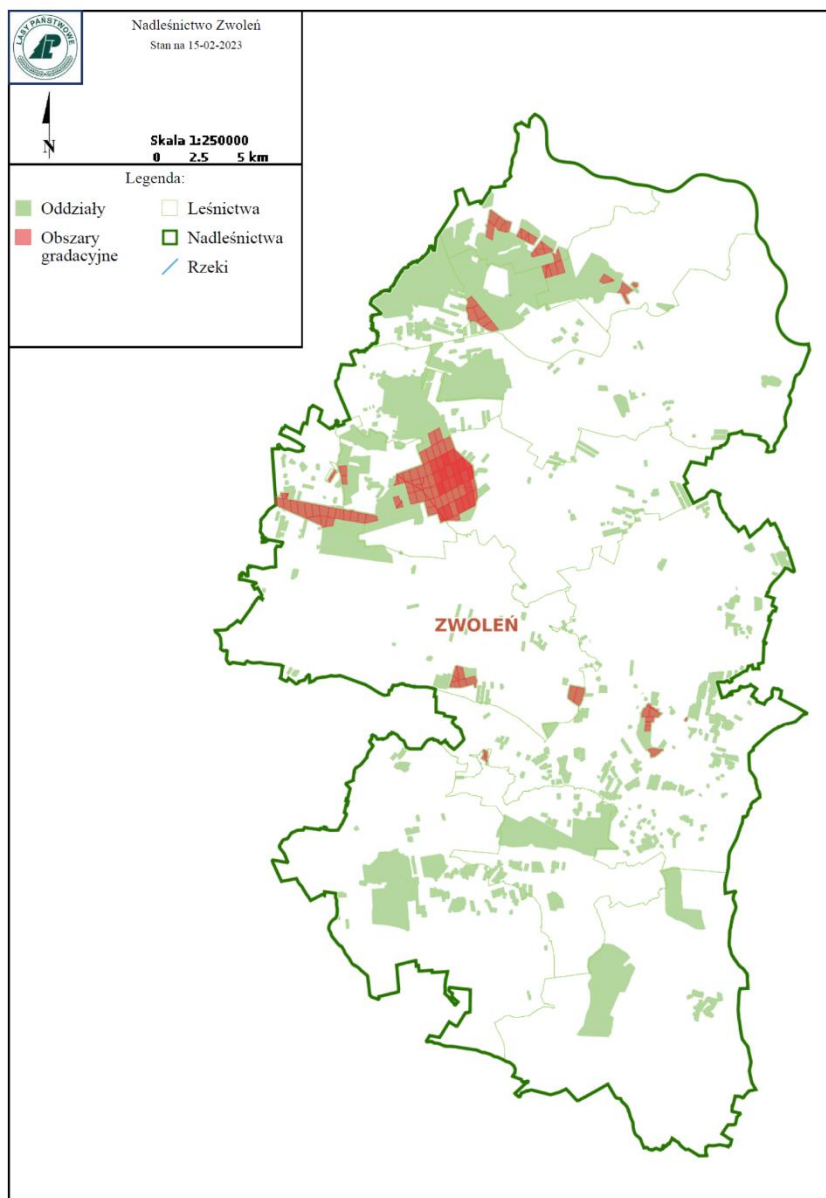 LASY PAŃSTWOWE
Nadleśnictwo Zwoleń
Stan na 15-02-2023
N
Skala 1:250000
0 2.5 5 km
Legenda:
Oddziały
Leśnictwa
Obszary
gradacyjne
Nadleśnictwa
Rzeki
ZWOLEŃ